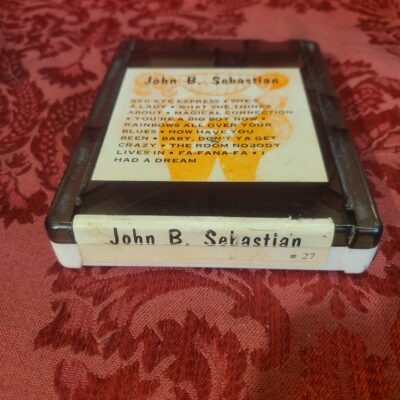 John B. Sebastian
RED-EYE EXPRESS • SHE'S
A LADY • WHAT SHE THINKS
ABOUT • MAGICAL CONNECTION
• YOU'RE A BIG BOY NOW •
RAINBOWS ALL OVER YOUR
BLUES • HOW HAVE YOU
BEEN • BABY, DON'T YA GET
CRAZY • THE ROOM NOBODY
LIVES IN • FA-FANA-FA • I
HAD A DREAM
John B. Sebastian
# 27